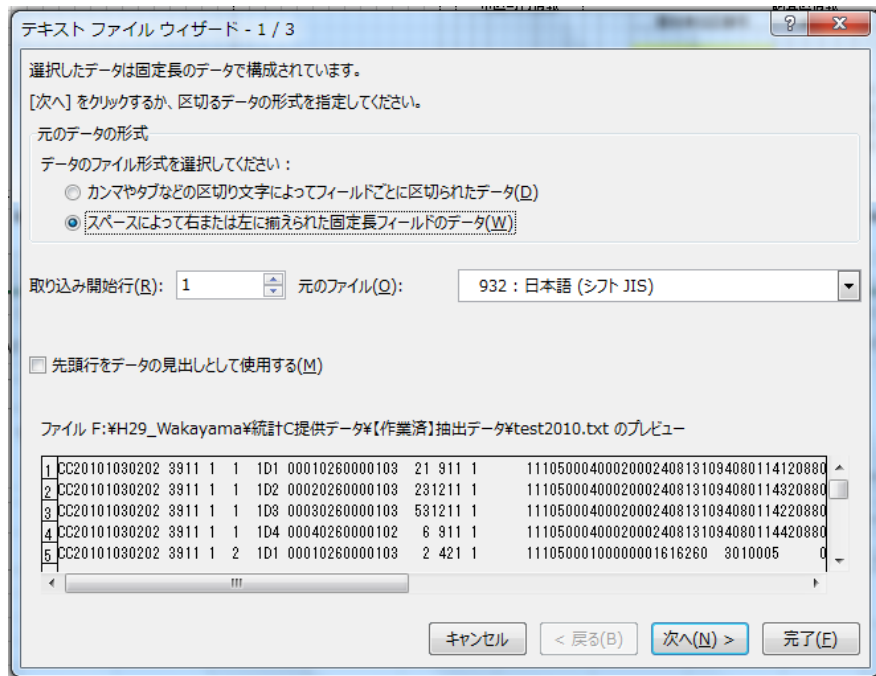 テキスト ファイル ウィザード - 1 / 3
選択したデータは固定長のデータで構成されています。
[次へ] をクリックするか、区切るデータの形式を指定してください。
元のデータの形式
データのファイル形式を選択してください：
カンマやタブなどの区切り文字によってフィールドごとに区切られたデータ(D)
スペースによって右または左に揃えられた固定長フィールドのデータ(W)
取り込み開始行(R): 1 元のファイル(O): 932 : 日本語 (シフト JIS)
先頭行をデータの見出しとして使用する(M)
ファイル F:¥H29_Wakayama¥統計C提供データ¥【作業済】抽出データ¥test2010.txt のプレビュー
1 CC20101030202 3911 1 1 1D1 00010260000103 21 911 1 11105000400020002408131094080114120880
2 CC20101030202 3911 1 1 1D2 00020260000103 231211 1 11105000400020002408131094080114320880
3 CC20101030202 3911 1 1 1D3 00030260000103 531211 1 11105000400020002408131094080114220880
4 CC20101030202 3911 1 1 1D4 00040260000102 6 911 1 11105000400020002408131094080114420880
5 CC20101030202 3911 1 2 1D1 00010260000103 2 421 1 11105000100000001616260 3010005 0
キャンセル < 戻る(B) 次へ(N) > 完了(F)